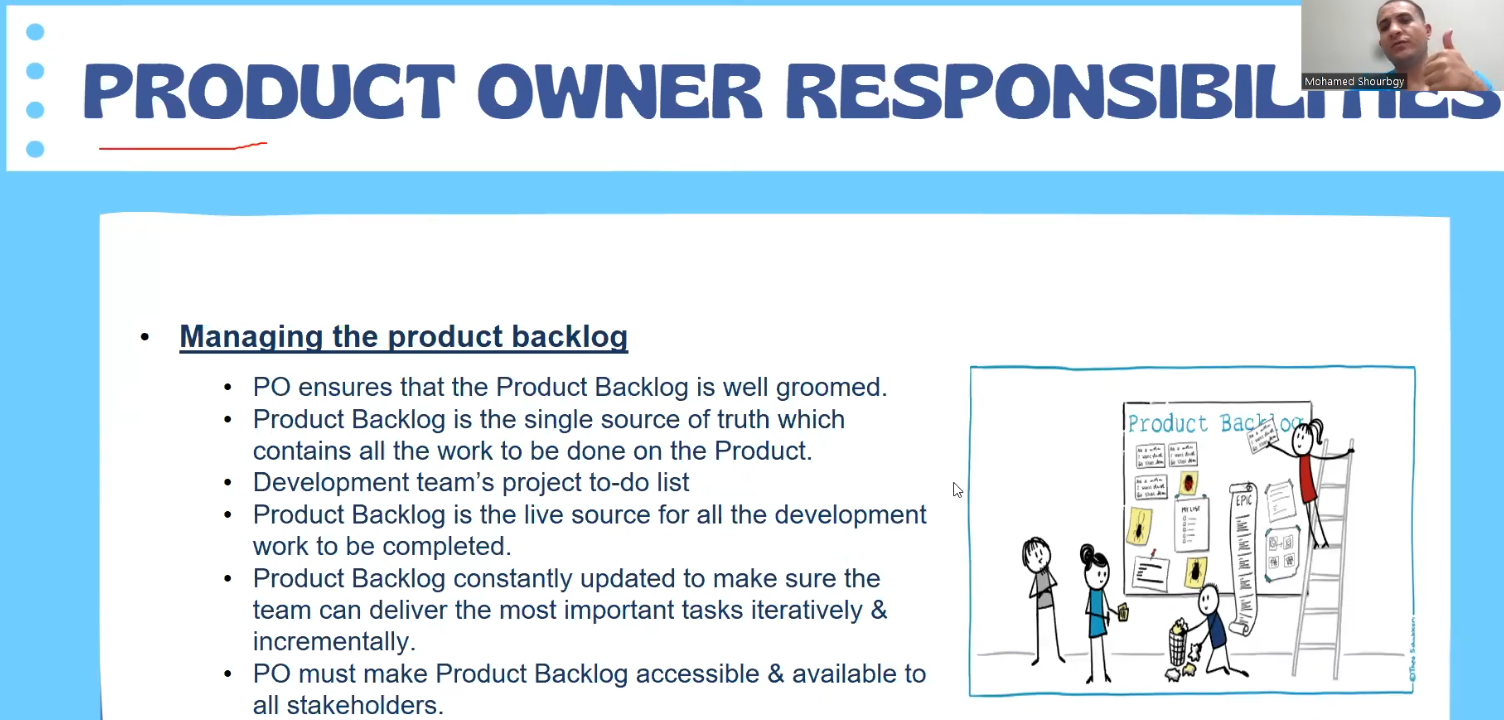 PRODUCT OWNER RESPONSIBILITIES
Mohamed Shourbgy
• Managing the product backlog
• PO ensures that the Product Backlog is well groomed.
• Product Backlog is the single source of truth which
contains all the work to be done on the Product.
• Development team’s project to-do list
• Product Backlog is the live source for all the development
work to be completed.
• Product Backlog constantly updated to make sure the
team can deliver the most important tasks iteratively &
incrementally.
• PO must make Product Backlog accessible & available to
all stakeholders.
Product Backlog
EPIC
MY LIST